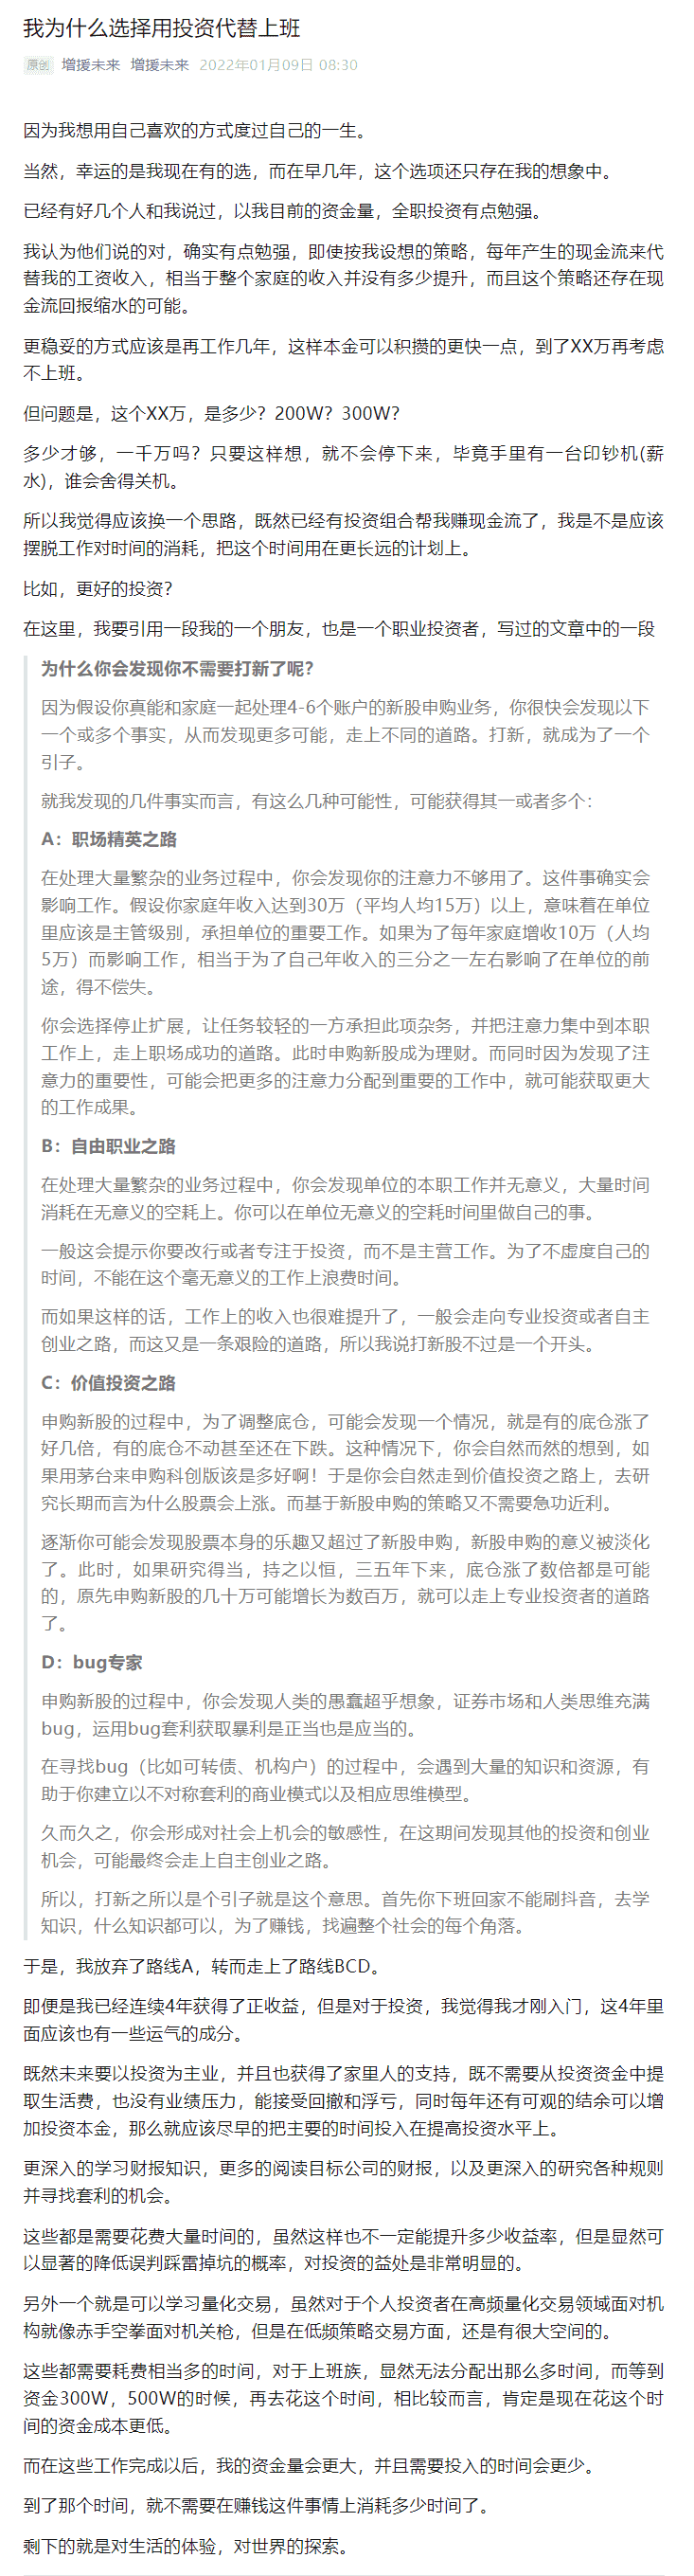 我为什么选择用投资代替上班
原创 增援未来 增援未来 2022年01月09日 08:30
因为我想用自己喜欢的方式度过自己的一生。
当然，幸运的是我现在有的选，而在早几年，这个选项还只存在我的想象中。
已经有好几个人和我说过，以我目前的资金量，全职投资有点勉强。
我认为他们说的对，确实有点勉强，即使按我设想的策略，每年产生的现金流来代
替我的工资收入，相当于整个家庭的收入并没有多少提升，而且这个策略还存在现
金流回报缩水的可能。
更稳妥的方式应该是再工作几年，这样本金可以积攒的更快一点，到了XX万再考虑
不上班。
但问题是，这个XX万，是多少？200W？300W？
多少才够，一千万吗？只要这样想，就不会停下来，毕竟手里有一台印钞机(薪
水)，谁会舍得关机。
所以我觉得应该换一个思路，既然已经有投资组合帮我赚现金流了，我是不是应该
摆脱工作对时间的消耗，把这个时间用在更长远的计划上。
比如，更好的投资？
在这里，我要引用一段我的一个朋友，也是一个职业投资者，写过的文章中的一段
为什么你会发现你不需要打新了呢？
因为假设你真能和家庭一起处理4-6个账户的新股申购业务，你很快会发现以下
一个或多个事实，从而发现更多可能，走上不同的道路。打新，就成为了一个
引子。
就我发现的几件事实而言，有这么几种可能性，可能获得其一或者多个：
A：职场精英之路
在处理大量繁杂的业务过程中，你会发现你的注意力不够用了。这件事确实会
影响工作。假设你家庭年收入达到30万（平均人均15万）以上，意味着在单位
里应该是主管级别，承担单位的重要工作。如果为了每年家庭增收10万（人均
5万）而影响工作，相当于为了自己年收入的三分之一左右影响了在单位的前
途，得不偿失。
你会选择停止扩展，让任务较轻的一方承担此项杂务，并把注意力集中到本职
工作上，走上职场成功的道路。此时申购新股成为理财。而同时因为发现了注
意力的重要性，可能会把更多的注意力分配到重要的工作中，就可能获取更大
的工作成果。
B：自由职业之路
在处理大量繁杂的业务过程中，你会发现单位的本职工作并无意义，大量时间
消耗在无意义的空耗上。你可以在单位无意义的空耗时间里做自己的事。
一般这会提示你要改行或者专注于投资，而不是主营工作。为了不虚度自己的
时间，不能在这个毫无意义的工作上浪费时间。
而如果这样的话，工作上的收入也很难提升了，一般会走向专业投资或者自主
创业之路，而这又是一条艰险的道路，所以我说打新股不过是一个开头。
C：价值投资之路
申购新股的过程中，为了调整底仓，可能会发现一个情况，就是有的底仓涨了
好几倍，有的底仓不动甚至还在下跌。这种情况下，你会自然而然的想到，如
果用茅台来申购科创版该是多好啊！于是你会自然走到价值投资之路上，去研
究长期而言为什么股票会上涨。而基于新股申购的策略又不需要急功近利。
逐渐你可能会发现股票本身的乐趣又超过了新股申购，新股申购的意义被淡化
了。此时，如果研究得当，持之以恒，三五年下来，底仓涨了数倍都是可能
的，原先申购新股的几十万可能增长为数百万，就可以走上专业投资者的道路
了。
D：bug专家
申购新股的过程中，你会发现人类的愚蠢超乎想象，证券市场和人类思维充满
bug，运用bug套利获取暴利是正当也是应当的。
在寻找bug（比如可转债、机构户）的过程中，会遇到大量的知识和资源，有
助于你建立以不对称套利的商业模式以及相应思维模型。
久而久之，你会形成对社会上机会的敏感性，在这期间发现其他的投资和创业
机会，可能最终会走上自主创业之路。
所以，打新之所以是个引子就是这个意思。首先你下班回家不能刷抖音，去学
知识，什么知识都可以，为了赚钱，找遍整个社会的每个角落。
于是，我放弃了路线A，转而走上了路线BCD。
即便是我已经连续4年获得了正收益，但是对于投资，我觉得我才刚入门，这4年里
面应该也有一些运气的成分。
既然未来要以投资为主业，并且也获得了家里人的支持，既不需要从投资资金中提
取生活费，也没有业绩压力，能接受回撤和浮亏，同时每年还有可观的结余可以增
加投资本金，那么就应该尽早的把主要的时间投入在提高投资水平上。
更深入的学习财报知识，更多的阅读目标公司的财报，以及更深入的研究各种规则
并寻找套利的机会。
这些都是需要花费大量时间的，虽然这样也不一定能提升多少收益率，但是显然可
以显著的降低误判踩雷掉坑的概率，对投资的益处是非常明显的。
另外一个就是可以学习量化交易，虽然对于个人投资者在高频量化交易领域面对机
构就像赤手空拳面对机关枪，但是在低频策略交易方面，还是有很大空间的。
这些都需要耗费相当多的时间，对于上班族，显然无法分配出那么多时间，而等到
资金300W，500W的时候，再去花这个时间，相比较而言，肯定是现在花这个时
间的资金成本更低。
而在这些工作完成以后，我的资金量会更大，并且需要投入的时间会更少。
到了那个时间，就不需要在赚钱这件事情上消耗多少时间了。
剩下的就是对生活的体验，对世界的探索。